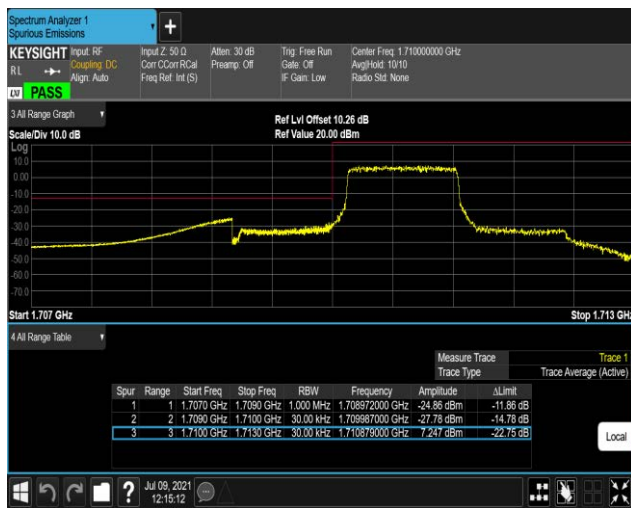 Spectrum Analyzer 1
Spurious Emissions
+
KEYSIGHT Input: RF Input Z: 50 Ω Atten: 30 dB Trig: Free Run Center Freq: 1.710000000 GHz
RL Coupling: DC Corr CCorr RCal Preamp: Off Gate: Off Avg|Hold: 10/10
Align: Auto Freq Ref: Int (S) IF Gain: Low Radio Std: None
LXI PASS
3 All Range Graph
Ref Lvl Offset 10.26 dB
Scale/Div 10.0 dB Ref Value 20.00 dBm
Log
10.0
0.00
-10.0
-20.0
-30.0
-40.0
-50.0
-60.0
-70.0
Start 1.707 GHz Stop 1.713 GHz
4 All Range Table
Measure Trace Trace 1
Trace Type Trace Average (Active)
Spur Range Start Freq Stop Freq RBW Frequency Amplitude ΔLimit
1 1 1.7070 GHz 1.7090 GHz 1.000 MHz 1.708972000 GHz -24.86 dBm -11.86 dB
2 2 1.7090 GHz 1.7100 GHz 30.00 kHz 1.709987000 GHz -27.78 dBm -14.78 dB
3 3 1.7100 GHz 1.7130 GHz 30.00 kHz 1.710879000 GHz 7.247 dBm -22.75 dB
Local
? Jul 09, 2021
12:15:12